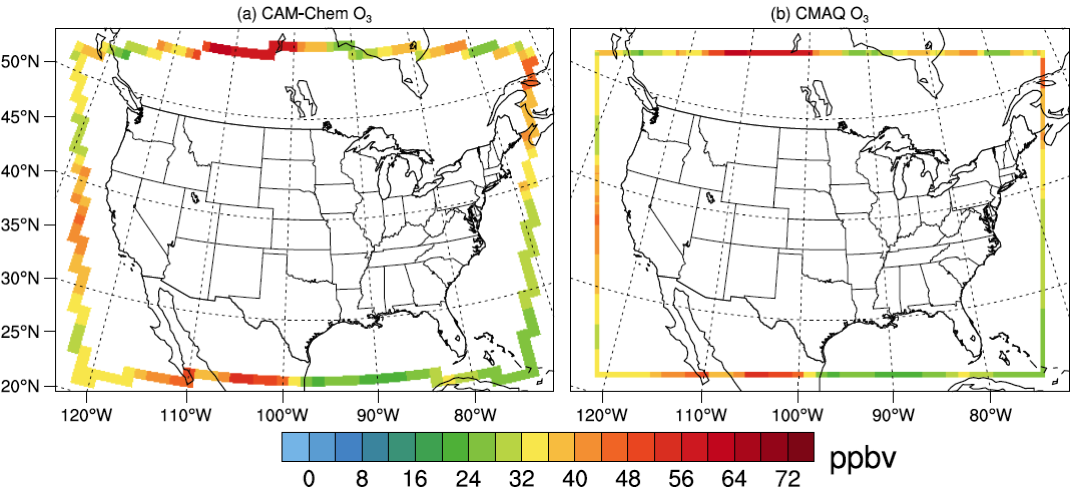 (a) CAM-Chem O₃
(b) CMAQ O₃
50°N
45°N
40°N
35°N
30°N
25°N
20°N
120°W 110°W 100°W 90°W 80°W
120°W 110°W 100°W 90°W 80°W
0 8 16 24 32 40 48 56 64 72
ppbv